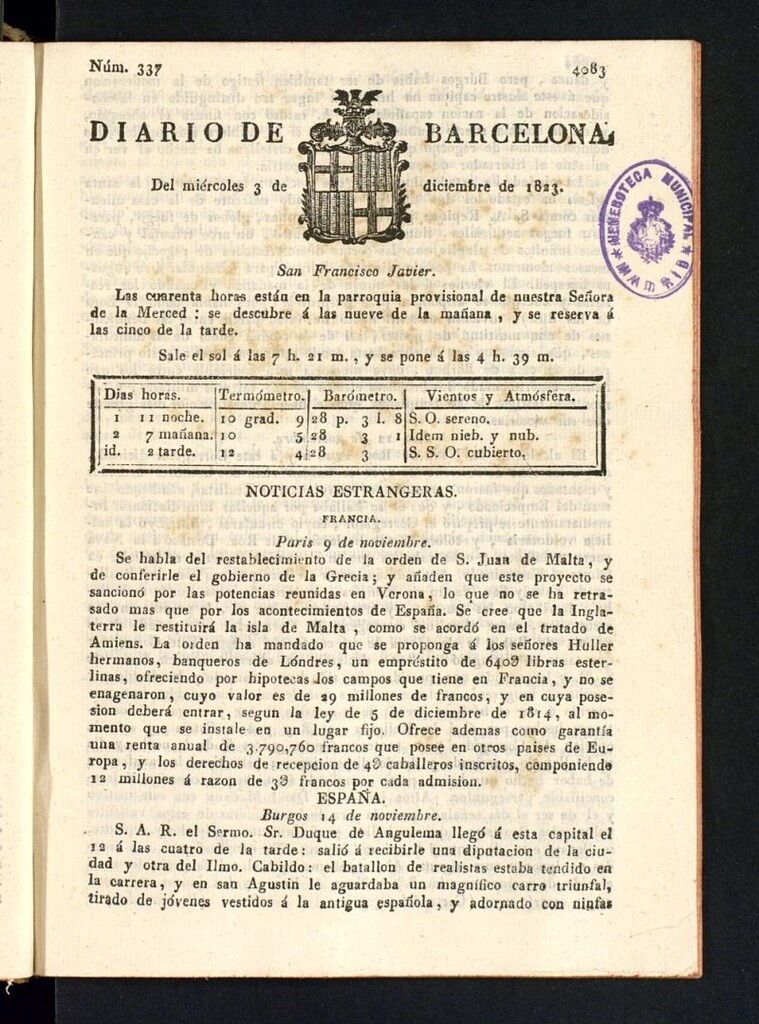 Núm. 337 4083
DIARIO DE BARCELONA,
Del miércoles 3 de diciembre de 1823.
HEMEROTECA MUNICIPAL
MADRID
San Francisco Javier.
Las cuarenta horas están en la parroquia provisional de nuestra Señora
de la Merced : se descubre á las nueve de la mañana , y se reserva á
las cinco de la tarde.
Sale el sol á las 7 h. 21 m. , y se pone á las 4 h. 39 m.
Dias horas. Termómetro. Barómetro. Vientos y Atmósfera.
1 11 noche. 10 grad. 9 28 p. 3 l. 8 S. O. sereno.
2 7 mañana. 10 5 28 3 1 Idem nieb. y nub.
id. 2 tarde. 12 4 28 3 S. S. O. cubierto.
NOTICIAS ESTRANGERAS.
FRANCIA.
Paris 9 de noviembre.
Se habla del restablecimiento de la orden de S. Juan de Malta, y
de conferirle el gobierno de la Grecia; y añaden que este proyecto se
sancionó por las potencias reunidas en Verona, lo que no se ha retra-
sado mas que por los acontecimientos de España. Se cree que la Ingla-
terra le restituirá la isla de Malta , como se acordó en el tratado de
Amiens. La orden ha mandado que se proponga á los señores Huller
hermanos, banqueros de Lóndres, un empréstito de 640@ libras ester-
linas, ofreciendo por hipotecas los campos que tiene en Francia, y no se
enagenaron, cuyo valor es de 29 millones de francos, y en cuya pose-
sion deberá entrar, segun la ley de 5 de diciembre de 1814, al mo-
mento que se instale en un lugar fijo. Ofrece ademas como garantía
una renta anual de 3.790,760 francos que posee en otros paises de Eu-
ropa, y los derechos de recepcion de 4@ caballeros inscritos, componiendo
12 millones á razon de 3@ francos por cada admision.
ESPAÑA.
Burgos 14 de noviembre.
S. A. R. el Sermo. Sr. Duque de Angulema llegó á esta capital el
12 á las cuatro de la tarde: salió á recibirle una diputacion de la ciu-
dad y otra del Ilmo. Cabildo: el batallon de realistas estaba tendido en
la carrera, y en san Agustin le aguardaba un magnífico carro triunfal,
tirado de jóvenes vestidos á la antigua española, y adornado con ninfas